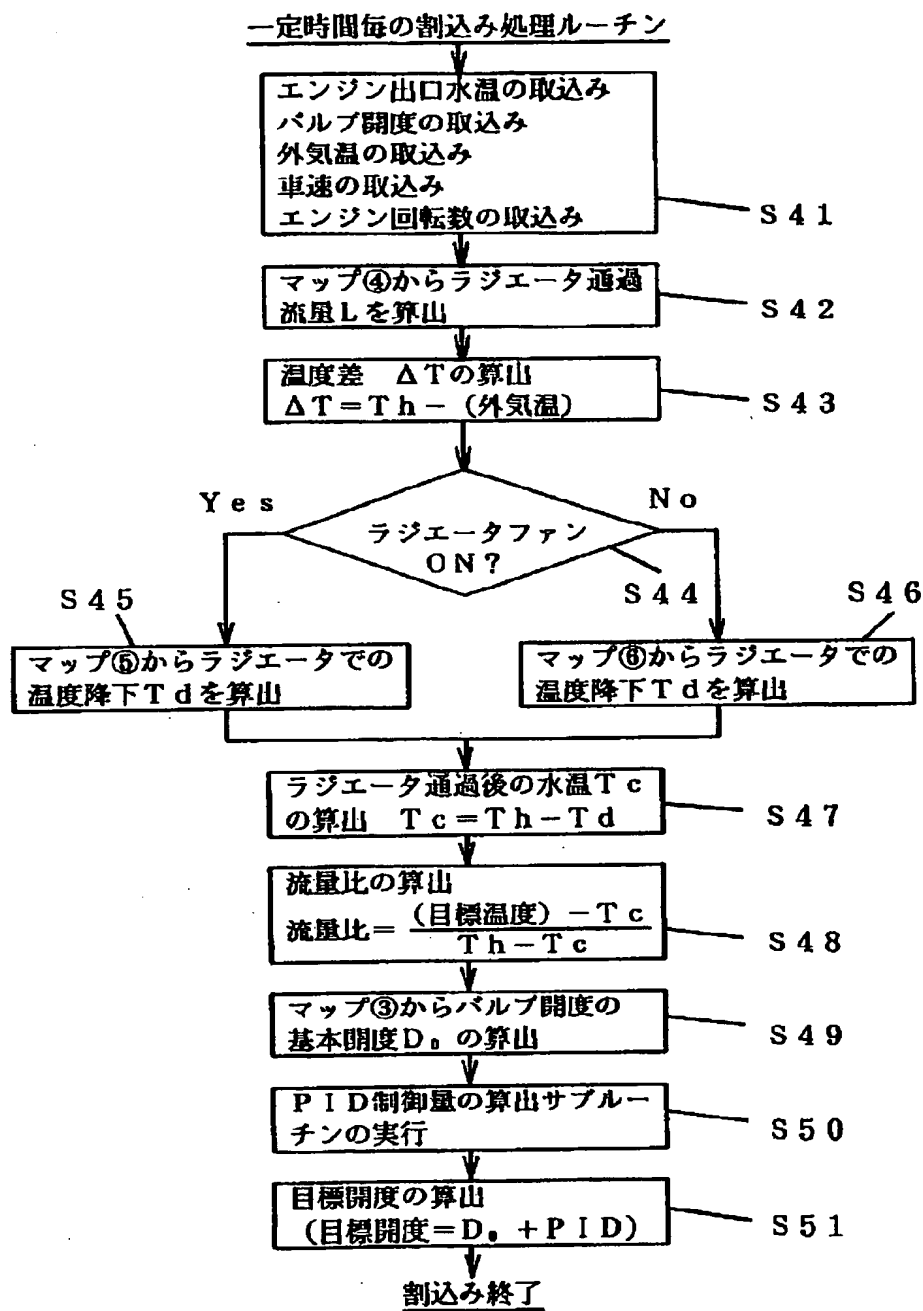 一定時間毎の割込み処理ルーチン
エンジン出口水温の取込み
バルブ開度の取込み
外気温の取込み
車速の取込み
エンジン回転数の取込み
S41
マップ④からラジエータ通過
流量Lを算出
S42
温度差 ΔTの算出
ΔT=Th-(外気温)
S43
Yes
No
ラジエータファン
ON?
S44
S45
S46
マップ⑤からラジエータでの
温度降下Tdを算出
マップ⑥からラジエータでの
温度降下Tdを算出
ラジエータ通過後の水温Tc
の算出 Tc=Th-Td
S47
流量比の算出
流量比=(目標温度)-Tc
Th-Tc
S48
マップ③からバルブ開度の
基本開度D₀の算出
S49
PID制御量の算出サブルー
チンの実行
S50
目標開度の算出
(目標開度=D₀+PID)
S51
割込み終了